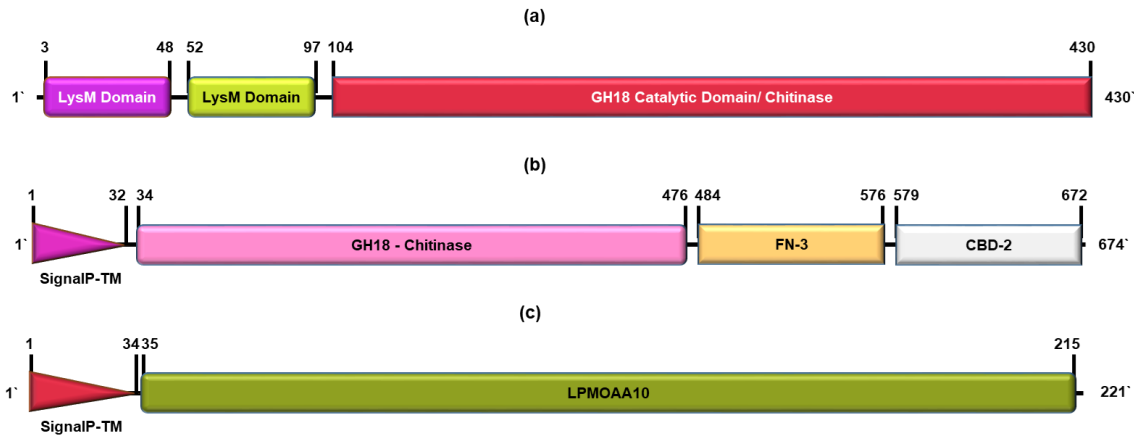 (a)
3 48 52 97 104 430
1` LysM Domain LysM Domain GH18 Catalytic Domain/ Chitinase 430`
(b)
1 32 34 476 484 576 579 672
1` GH18 - Chitinase FN-3 CBD-2 674`
SignalP-TM
(c)
1 34 35 215
1` LPMOAA10 221`
SignalP-TM